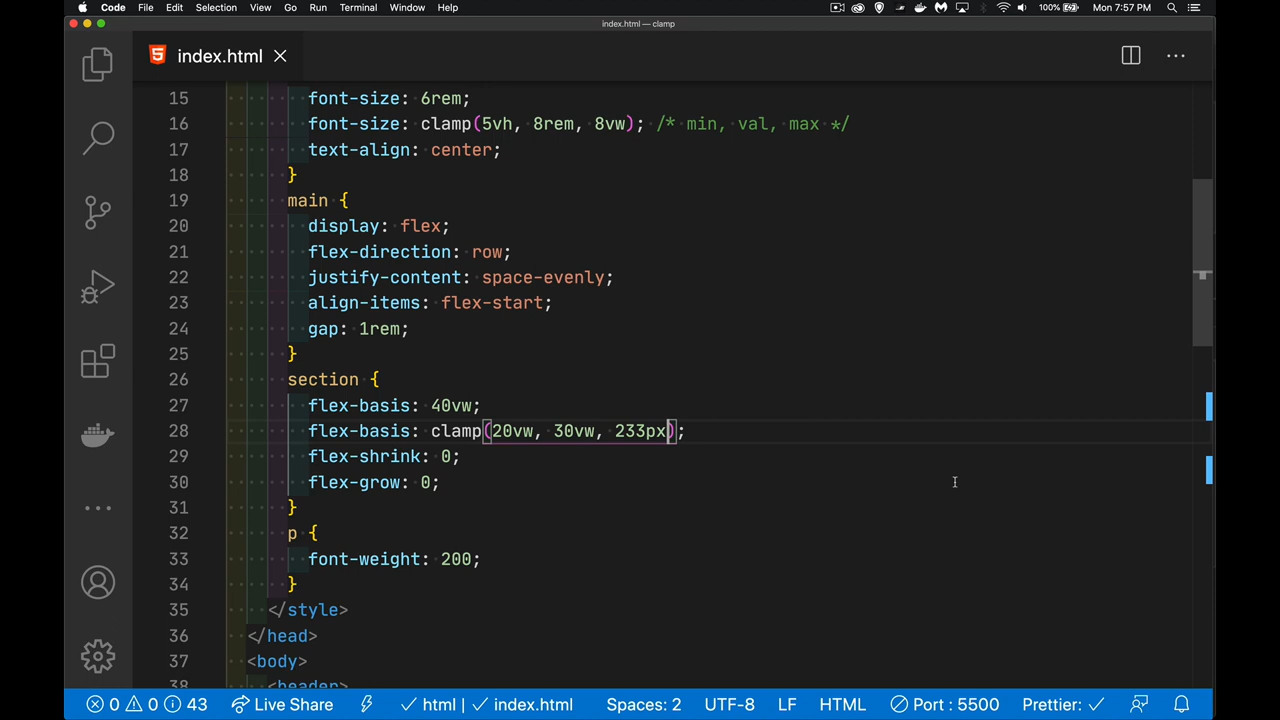 Code File Edit Selection View Go Run Terminal Window Help 100% Mon 7:57 PM
index.html — clamp
index.html
15 font-size: 6rem;
16 font-size: clamp(5vh, 8rem, 8vw); /* min, val, max */
17 text-align: center;
18 }
19 main {
20 display: flex;
21 flex-direction: row;
22 justify-content: space-evenly;
23 align-items: flex-start;
24 gap: 1rem;
25 }
26 section {
27 flex-basis: 40vw;
28 flex-basis: clamp(20vw, 30vw, 233px);
29 flex-shrink: 0;
30 flex-grow: 0;
31 }
32 p {
33 font-weight: 200;
34 }
35 </style>
36 </head>
37 <body>
38 <header>
0 0 43 Live Share html | index.html Spaces: 2 UTF-8 LF HTML Port : 5500 Prettier: